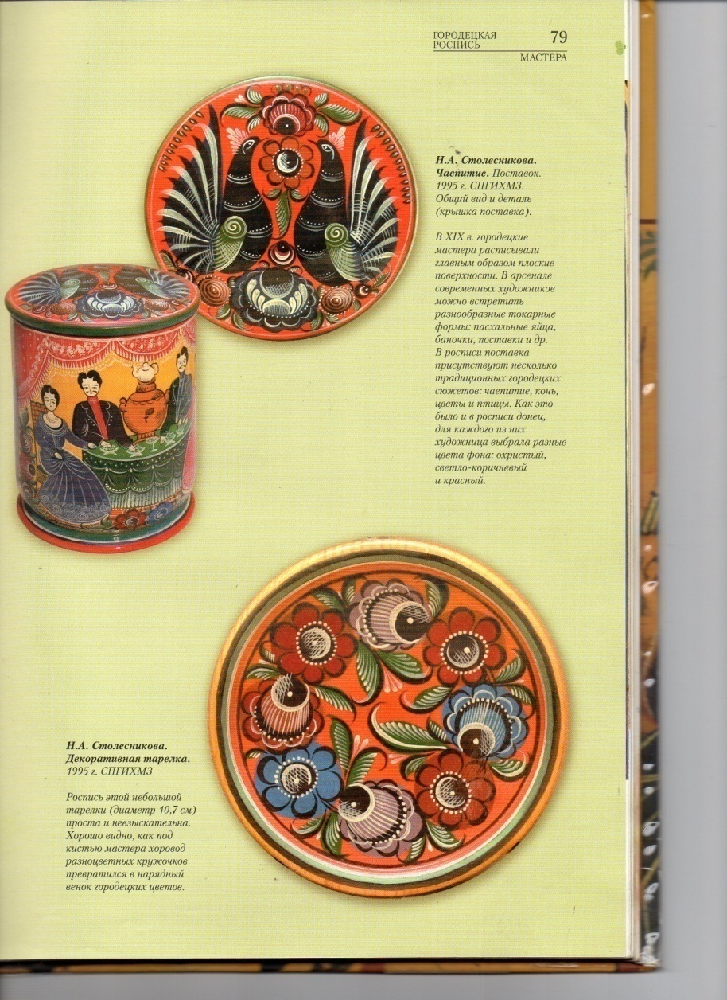 ГОРОДЕЦКАЯ
РОСПИСЬ
79
МАСТЕРА
Н.А. Столесникова.
Чаепитие. Поставок.
1995 г. СПГИХМЗ.
Общий вид и деталь
(крышка поставка).
В XIX в. городецкие
мастера расписывали
главным образом плоские
поверхности. В арсенале
современных художников
можно встретить
разнообразные токарные
формы: пасхальные яйца,
баночки, поставки и др.
В росписи поставка
присутствуют несколько
традиционных городецких
сюжетов: чаепитие, конь,
цветы и птицы. Как это
было и в росписи донец,
для каждого из них
художница выбрала разные
цвета фона: охристый,
светло-коричневый
и красный.
Н.А. Столесникова.
Декоративная тарелка.
1995 г. СПГИХМЗ
Роспись этой небольшой
тарелки (диаметр 10,7 см)
проста и невзыскательна.
Хорошо видно, как под
кистью мастера хоровод
разноцветных кружочков
превратился в нарядный
венок городецких цветов.